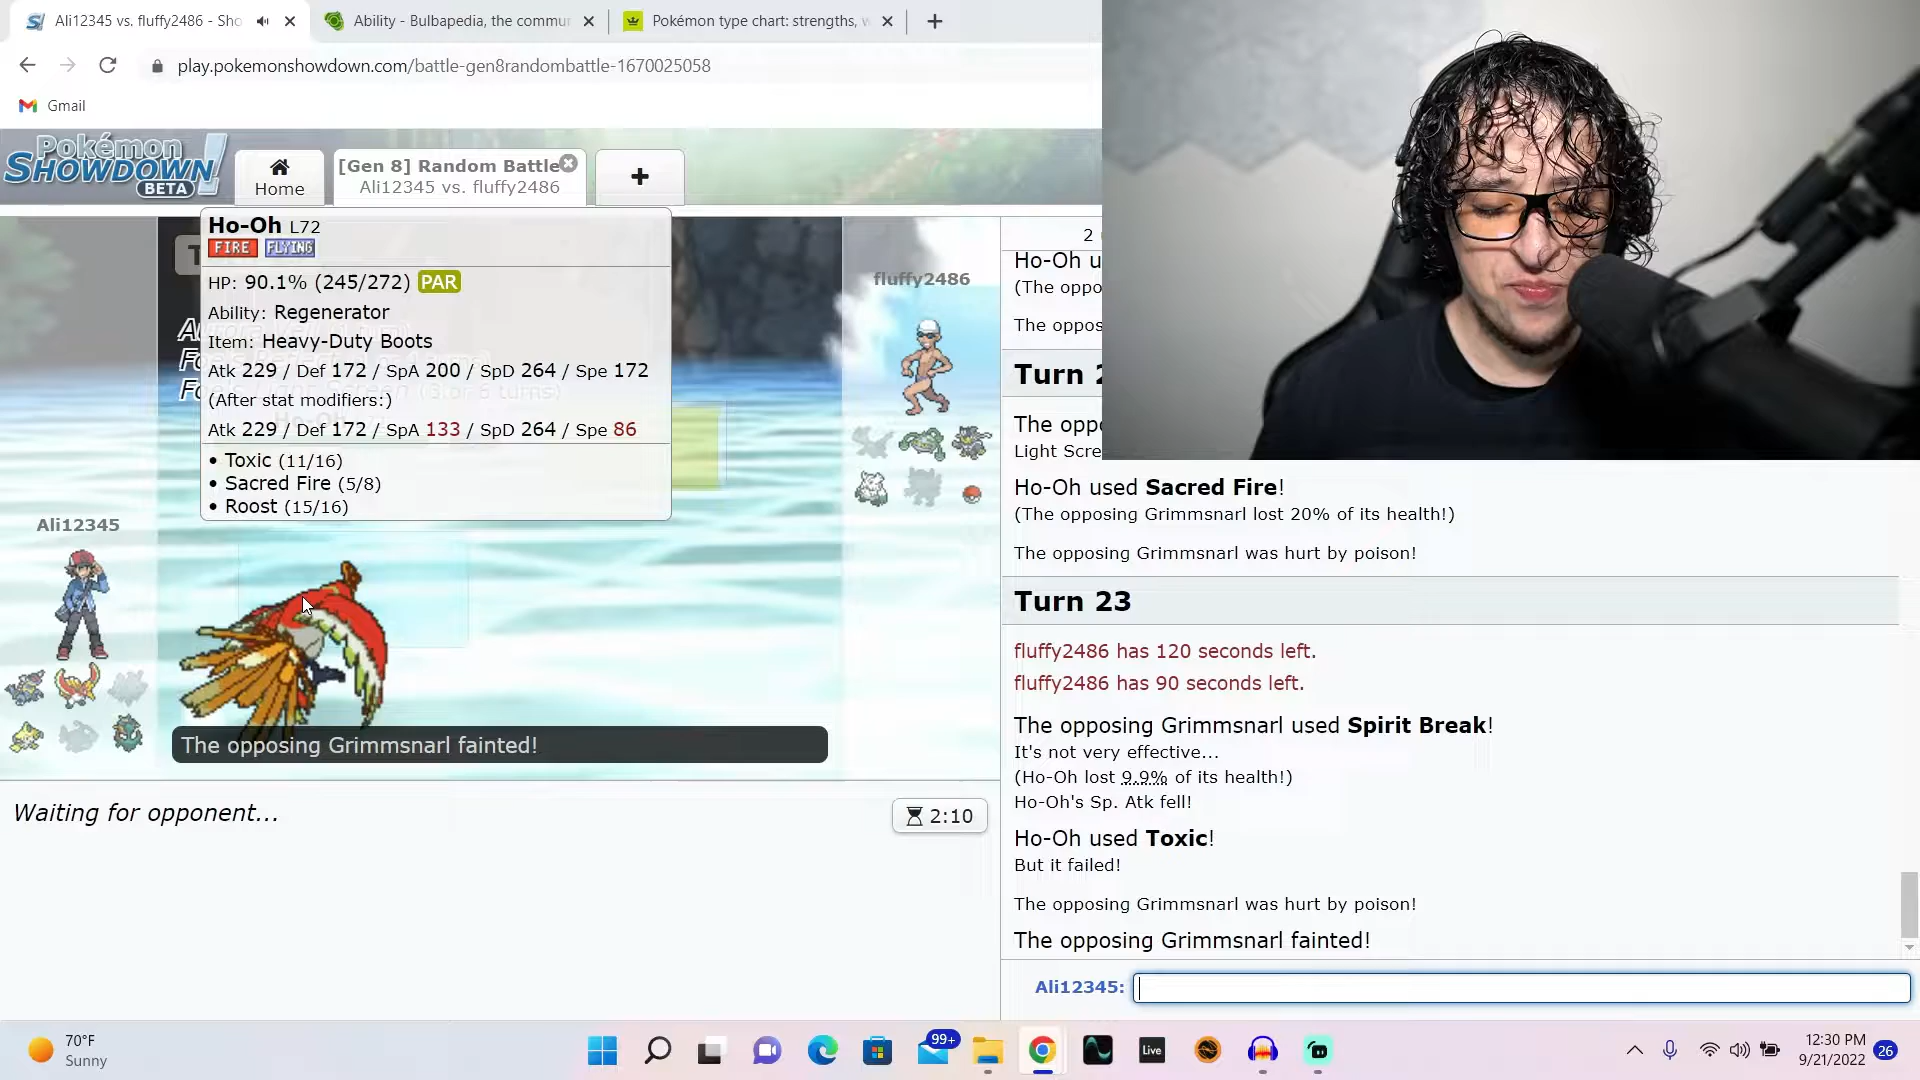 Ali12345 vs. fluffy2486 - Sho
Ability - Bulbapedia, the commun
Pokémon type chart: strengths, w
play.pokemonshowdown.com/battle-gen8randombattle-1670025058
Gmail
Pokémon
SHOWDOWN!
BETA
Home
[Gen 8] Random Battle
Ali12345 vs. fluffy2486
Ho-Oh L72
FIRE FLYING
HP: 90.1% (245/272) PAR
Ability: Regenerator
Item: Heavy-Duty Boots
Atk 229 / Def 172 / SpA 200 / SpD 264 / Spe 172
(After stat modifiers:)
Atk 229 / Def 172 / SpA 133 / SpD 264 / Spe 86
• Toxic (11/16)
• Sacred Fire (5/8)
• Roost (15/16)
fluffy2486
Ali12345
The opposing Grimmsnarl fainted!
Waiting for opponent...
2:10
2
Ho-Oh u
(The oppo
The oppos
Turn 2
The oppo
Light Scre
Ho-Oh used Sacred Fire!
(The opposing Grimmsnarl lost 20% of its health!)
The opposing Grimmsnarl was hurt by poison!
Turn 23
fluffy2486 has 120 seconds left.
fluffy2486 has 90 seconds left.
The opposing Grimmsnarl used Spirit Break!
It's not very effective...
(Ho-Oh lost 9.9% of its health!)
Ho-Oh's Sp. Atk fell!
Ho-Oh used Toxic!
But it failed!
The opposing Grimmsnarl was hurt by poison!
The opposing Grimmsnarl fainted!
Ali12345:
70°F
Sunny
99+
Live
12:30 PM
9/21/2022
26